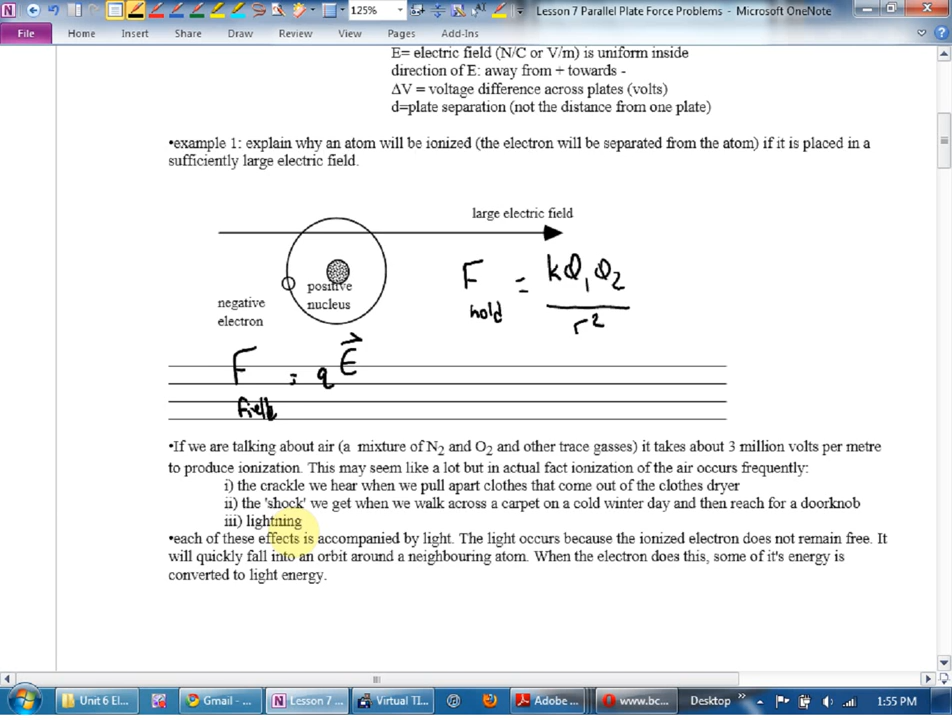 Lesson 7 Parallel Plate Force Problems - Microsoft OneNote
125%
File Home Insert Share Draw Review View Pages Add-Ins
E= electric field (N/C or V/m) is uniform inside
direction of E: away from + towards -
ΔV = voltage difference across plates (volts)
d=plate separation (not the distance from one plate)
•example 1: explain why an atom will be ionized (the electron will be separated from the atom) if it is placed in a
sufficiently large electric field.
large electric field
F hold = kQ₁Q₂ / r²
positive
nucleus
negative
electron
F field = qE⃗
•If we are talking about air (a mixture of N₂ and O₂ and other trace gasses) it takes about 3 million volts per metre
to produce ionization. This may seem like a lot but in actual fact ionization of the air occurs frequently:
i) the crackle we hear when we pull apart clothes that come out of the clothes dryer
ii) the 'shock' we get when we walk across a carpet on a cold winter day and then reach for a doorknob
iii) lightning
•each of these effects is accompanied by light. The light occurs because the ionized electron does not remain free. It
will quickly fall into an orbit around a neighbouring atom. When the electron does this, some of it's energy is
converted to light energy.
Unit 6 El... Gmail - ... Lesson 7 ... Virtual TI... Adobe ... www.bc... Desktop 1:55 PM